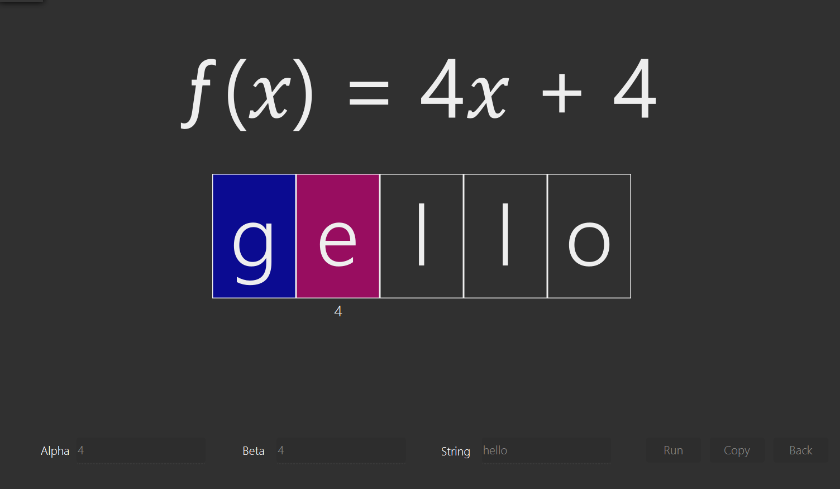 f(x) = 4x + 4
g e l l o
4
Alpha 4 Beta 4 String hello Run Copy Back